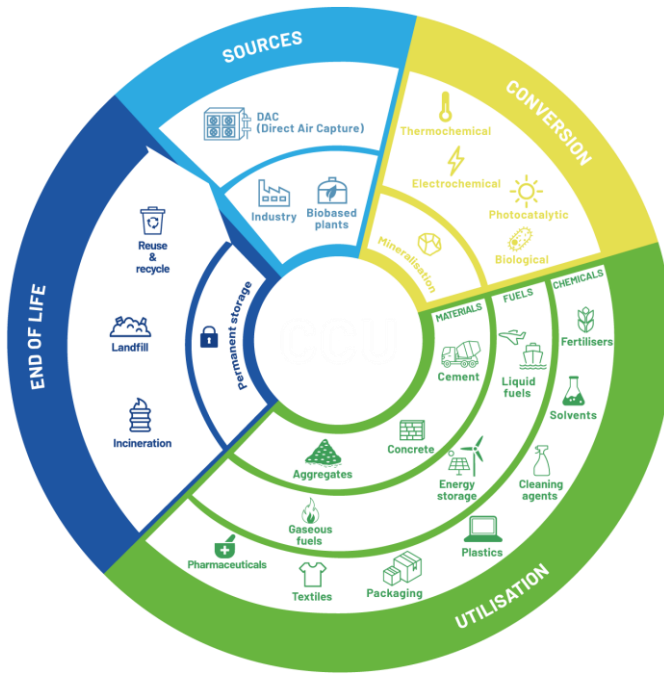 SOURCES
DAC
(Direct Air Capture)
Industry
Biobased
plants
CONVERSION
Thermochemical
Electrochemical
Photocatalytic
Biological
Mineralisation
CCU
UTILISATION
MATERIALS
Cement
Concrete
Aggregates
FUELS
Liquid
fuels
Energy
storage
Gaseous
fuels
CHEMICALS
Fertilisers
Solvents
Cleaning
agents
Plastics
Packaging
Textiles
Pharmaceuticals
END OF LIFE
Reuse
&
recycle
Landfill
Incineration
Permanent storage